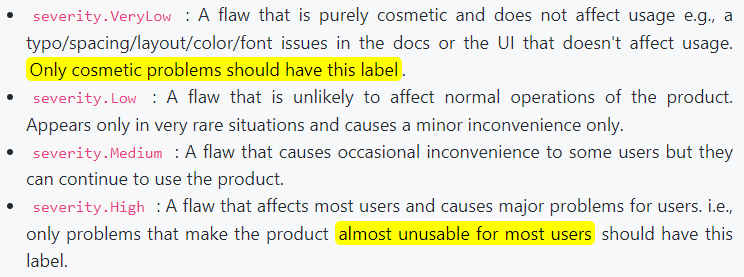 severity.VeryLow : A flaw that is purely cosmetic and does not affect usage e.g., a
typo/spacing/layout/color/font issues in the docs or the UI that doesn't affect usage.
Only cosmetic problems should have this label.
severity.Low : A flaw that is unlikely to affect normal operations of the product.
Appears only in very rare situations and causes a minor inconvenience only.
severity.Medium : A flaw that causes occasional inconvenience to some users but they
can continue to use the product.
severity.High : A flaw that affects most users and causes major problems for users. i.e.,
only problems that make the product almost unusable for most users should have this
label.